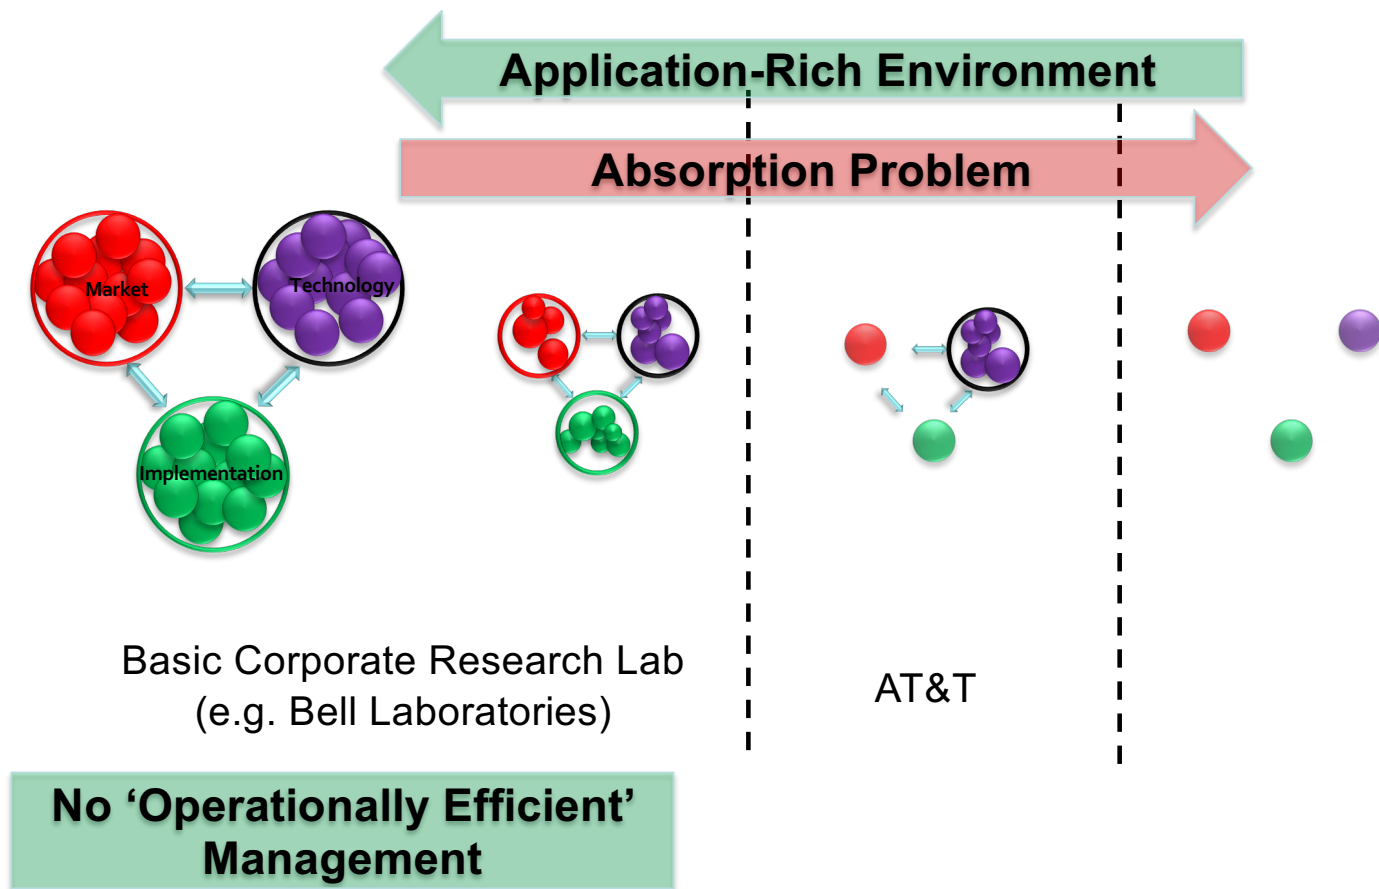 Application-Rich Environment
Absorption Problem
Market
Technology
Implementation
Basic Corporate Research Lab
(e.g. Bell Laboratories)
AT&T
No ‘Operationally Efficient’
Management